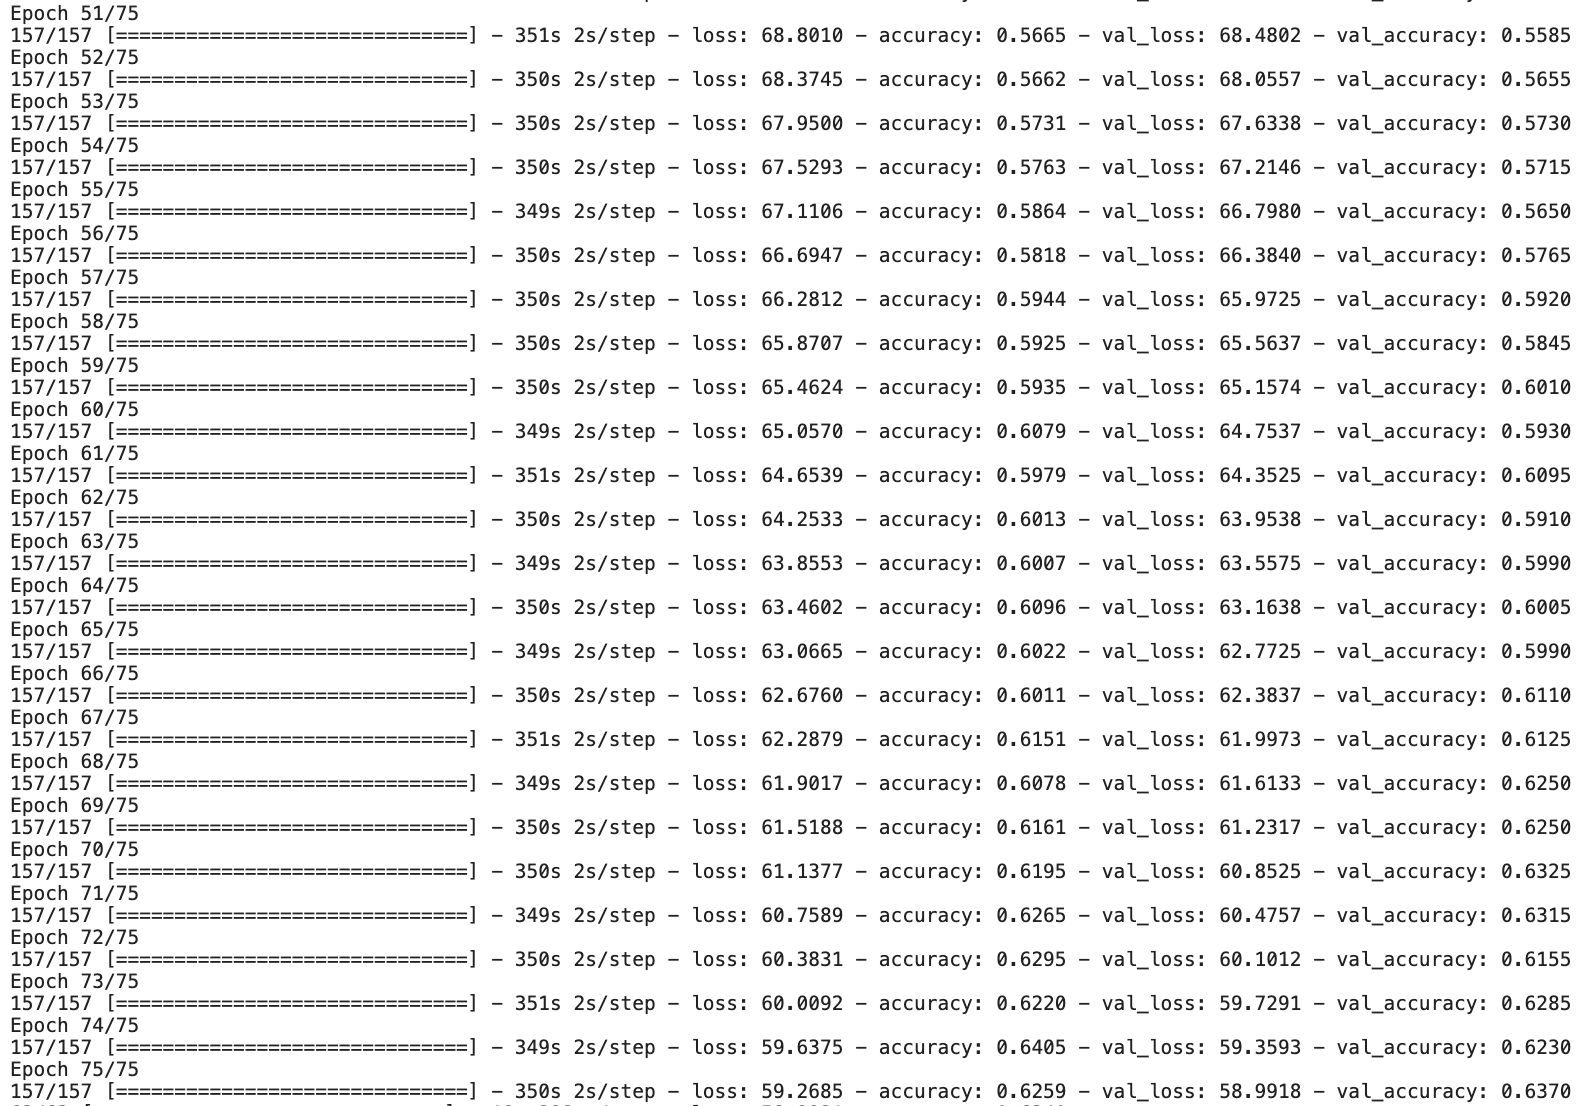 Epoch 51/75
157/157 [==============================] - 351s 2s/step - loss: 68.8010 - accuracy: 0.5665 - val_loss: 68.4802 - val_accuracy: 0.5585
Epoch 52/75
157/157 [==============================] - 350s 2s/step - loss: 68.3745 - accuracy: 0.5662 - val_loss: 68.0557 - val_accuracy: 0.5655
Epoch 53/75
157/157 [==============================] - 350s 2s/step - loss: 67.9500 - accuracy: 0.5731 - val_loss: 67.6338 - val_accuracy: 0.5730
Epoch 54/75
157/157 [==============================] - 350s 2s/step - loss: 67.5293 - accuracy: 0.5763 - val_loss: 67.2146 - val_accuracy: 0.5715
Epoch 55/75
157/157 [==============================] - 349s 2s/step - loss: 67.1106 - accuracy: 0.5864 - val_loss: 66.7980 - val_accuracy: 0.5650
Epoch 56/75
157/157 [==============================] - 350s 2s/step - loss: 66.6947 - accuracy: 0.5818 - val_loss: 66.3840 - val_accuracy: 0.5765
Epoch 57/75
157/157 [==============================] - 350s 2s/step - loss: 66.2812 - accuracy: 0.5944 - val_loss: 65.9725 - val_accuracy: 0.5920
Epoch 58/75
157/157 [==============================] - 350s 2s/step - loss: 65.8707 - accuracy: 0.5925 - val_loss: 65.5637 - val_accuracy: 0.5845
Epoch 59/75
157/157 [==============================] - 350s 2s/step - loss: 65.4624 - accuracy: 0.5935 - val_loss: 65.1574 - val_accuracy: 0.6010
Epoch 60/75
157/157 [==============================] - 349s 2s/step - loss: 65.0570 - accuracy: 0.6079 - val_loss: 64.7537 - val_accuracy: 0.5930
Epoch 61/75
157/157 [==============================] - 351s 2s/step - loss: 64.6539 - accuracy: 0.5979 - val_loss: 64.3525 - val_accuracy: 0.6095
Epoch 62/75
157/157 [==============================] - 350s 2s/step - loss: 64.2533 - accuracy: 0.6013 - val_loss: 63.9538 - val_accuracy: 0.5910
Epoch 63/75
157/157 [==============================] - 349s 2s/step - loss: 63.8553 - accuracy: 0.6007 - val_loss: 63.5575 - val_accuracy: 0.5990
Epoch 64/75
157/157 [==============================] - 350s 2s/step - loss: 63.4602 - accuracy: 0.6096 - val_loss: 63.1638 - val_accuracy: 0.6005
Epoch 65/75
157/157 [==============================] - 349s 2s/step - loss: 63.0665 - accuracy: 0.6022 - val_loss: 62.7725 - val_accuracy: 0.5990
Epoch 66/75
157/157 [==============================] - 350s 2s/step - loss: 62.6760 - accuracy: 0.6011 - val_loss: 62.3837 - val_accuracy: 0.6110
Epoch 67/75
157/157 [==============================] - 351s 2s/step - loss: 62.2879 - accuracy: 0.6151 - val_loss: 61.9973 - val_accuracy: 0.6125
Epoch 68/75
157/157 [==============================] - 349s 2s/step - loss: 61.9017 - accuracy: 0.6078 - val_loss: 61.6133 - val_accuracy: 0.6250
Epoch 69/75
157/157 [==============================] - 350s 2s/step - loss: 61.5188 - accuracy: 0.6161 - val_loss: 61.2317 - val_accuracy: 0.6250
Epoch 70/75
157/157 [==============================] - 350s 2s/step - loss: 61.1377 - accuracy: 0.6195 - val_loss: 60.8525 - val_accuracy: 0.6325
Epoch 71/75
157/157 [==============================] - 349s 2s/step - loss: 60.7589 - accuracy: 0.6265 - val_loss: 60.4757 - val_accuracy: 0.6315
Epoch 72/75
157/157 [==============================] - 350s 2s/step - loss: 60.3831 - accuracy: 0.6295 - val_loss: 60.1012 - val_accuracy: 0.6155
Epoch 73/75
157/157 [==============================] - 351s 2s/step - loss: 60.0092 - accuracy: 0.6220 - val_loss: 59.7291 - val_accuracy: 0.6285
Epoch 74/75
157/157 [==============================] - 349s 2s/step - loss: 59.6375 - accuracy: 0.6405 - val_loss: 59.3593 - val_accuracy: 0.6230
Epoch 75/75
157/157 [==============================] - 350s 2s/step - loss: 59.2685 - accuracy: 0.6259 - val_loss: 58.9918 - val_accuracy: 0.6370